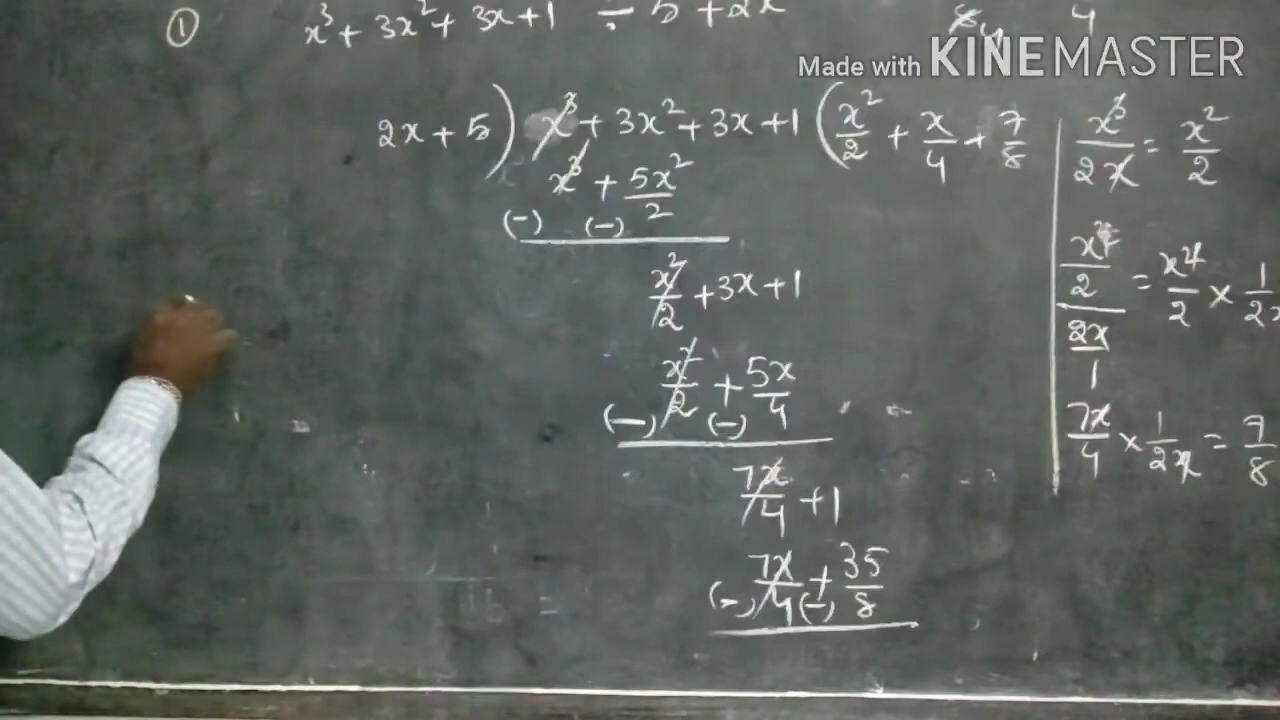 ① x³ + 3x² + 3x + 1 ÷ 5 + 2x
4
Made with KINEMASTER
2x + 5 ) x³ + 3x² + 3x + 1 ( x²/2 + x/4 + 7/8
x³ + 5x²/2
(-) (-)
x²/2 + 3x + 1
x²/2 + 5x/4
(-) (-)
7x/4 + 1
7x/4 + 35/8
(-) (-)
x³/2x = x²/2
x²/2 / 2x/1 = x²/2 × 1/2x
7x/4 × 1/2x = 7/8